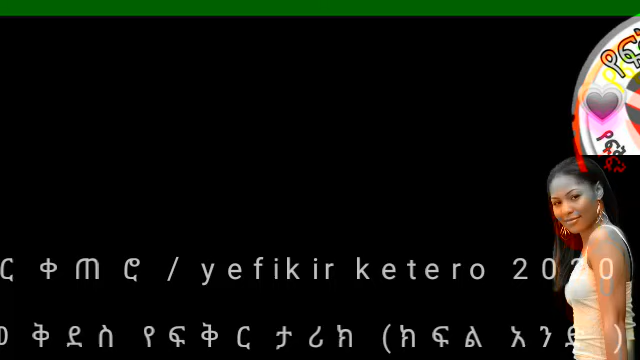 ር ቀጠሮ / yefikir ketero 2020
ቅደስ የፍቅር ታሪክ (ክፍል አንድ )